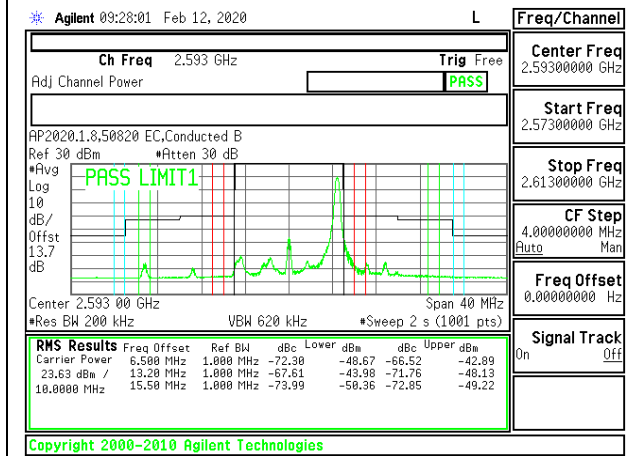 Agilent 09:28:01 Feb 12, 2020 L
Freq/Channel
Ch Freq 2.593 GHz Trig Free
Adj Channel Power PASS
Center Freq
2.59300000 GHz
Start Freq
2.57300000 GHz
Stop Freq
2.61300000 GHz
CF Step
4.00000000 MHz
Auto Man
Freq Offset
0.00000000 Hz
Signal Track
On Off
AP2020.1.8,50820 EC,Conducted B
Ref 30 dBm #Atten 30 dB
#Avg
Log
10
dB/
Offst
13.7
dB
PASS LIMIT1
Center 2.593 00 GHz Span 40 MHz
#Res BW 200 kHz VBW 620 kHz #Sweep 2 s (1001 pts)
RMS Results Freq Offset Ref BW dBc Lower dBm dBc Upper dBm
Carrier Power 6.500 MHz 1.000 MHz -72.30 -48.67 -66.52 -42.89
23.63 dBm / 13.20 MHz 1.000 MHz -67.61 -43.98 -71.76 -48.13
10.0000 MHz 15.50 MHz 1.000 MHz -73.99 -50.36 -72.85 -49.22
Copyright 2000-2010 Agilent Technologies